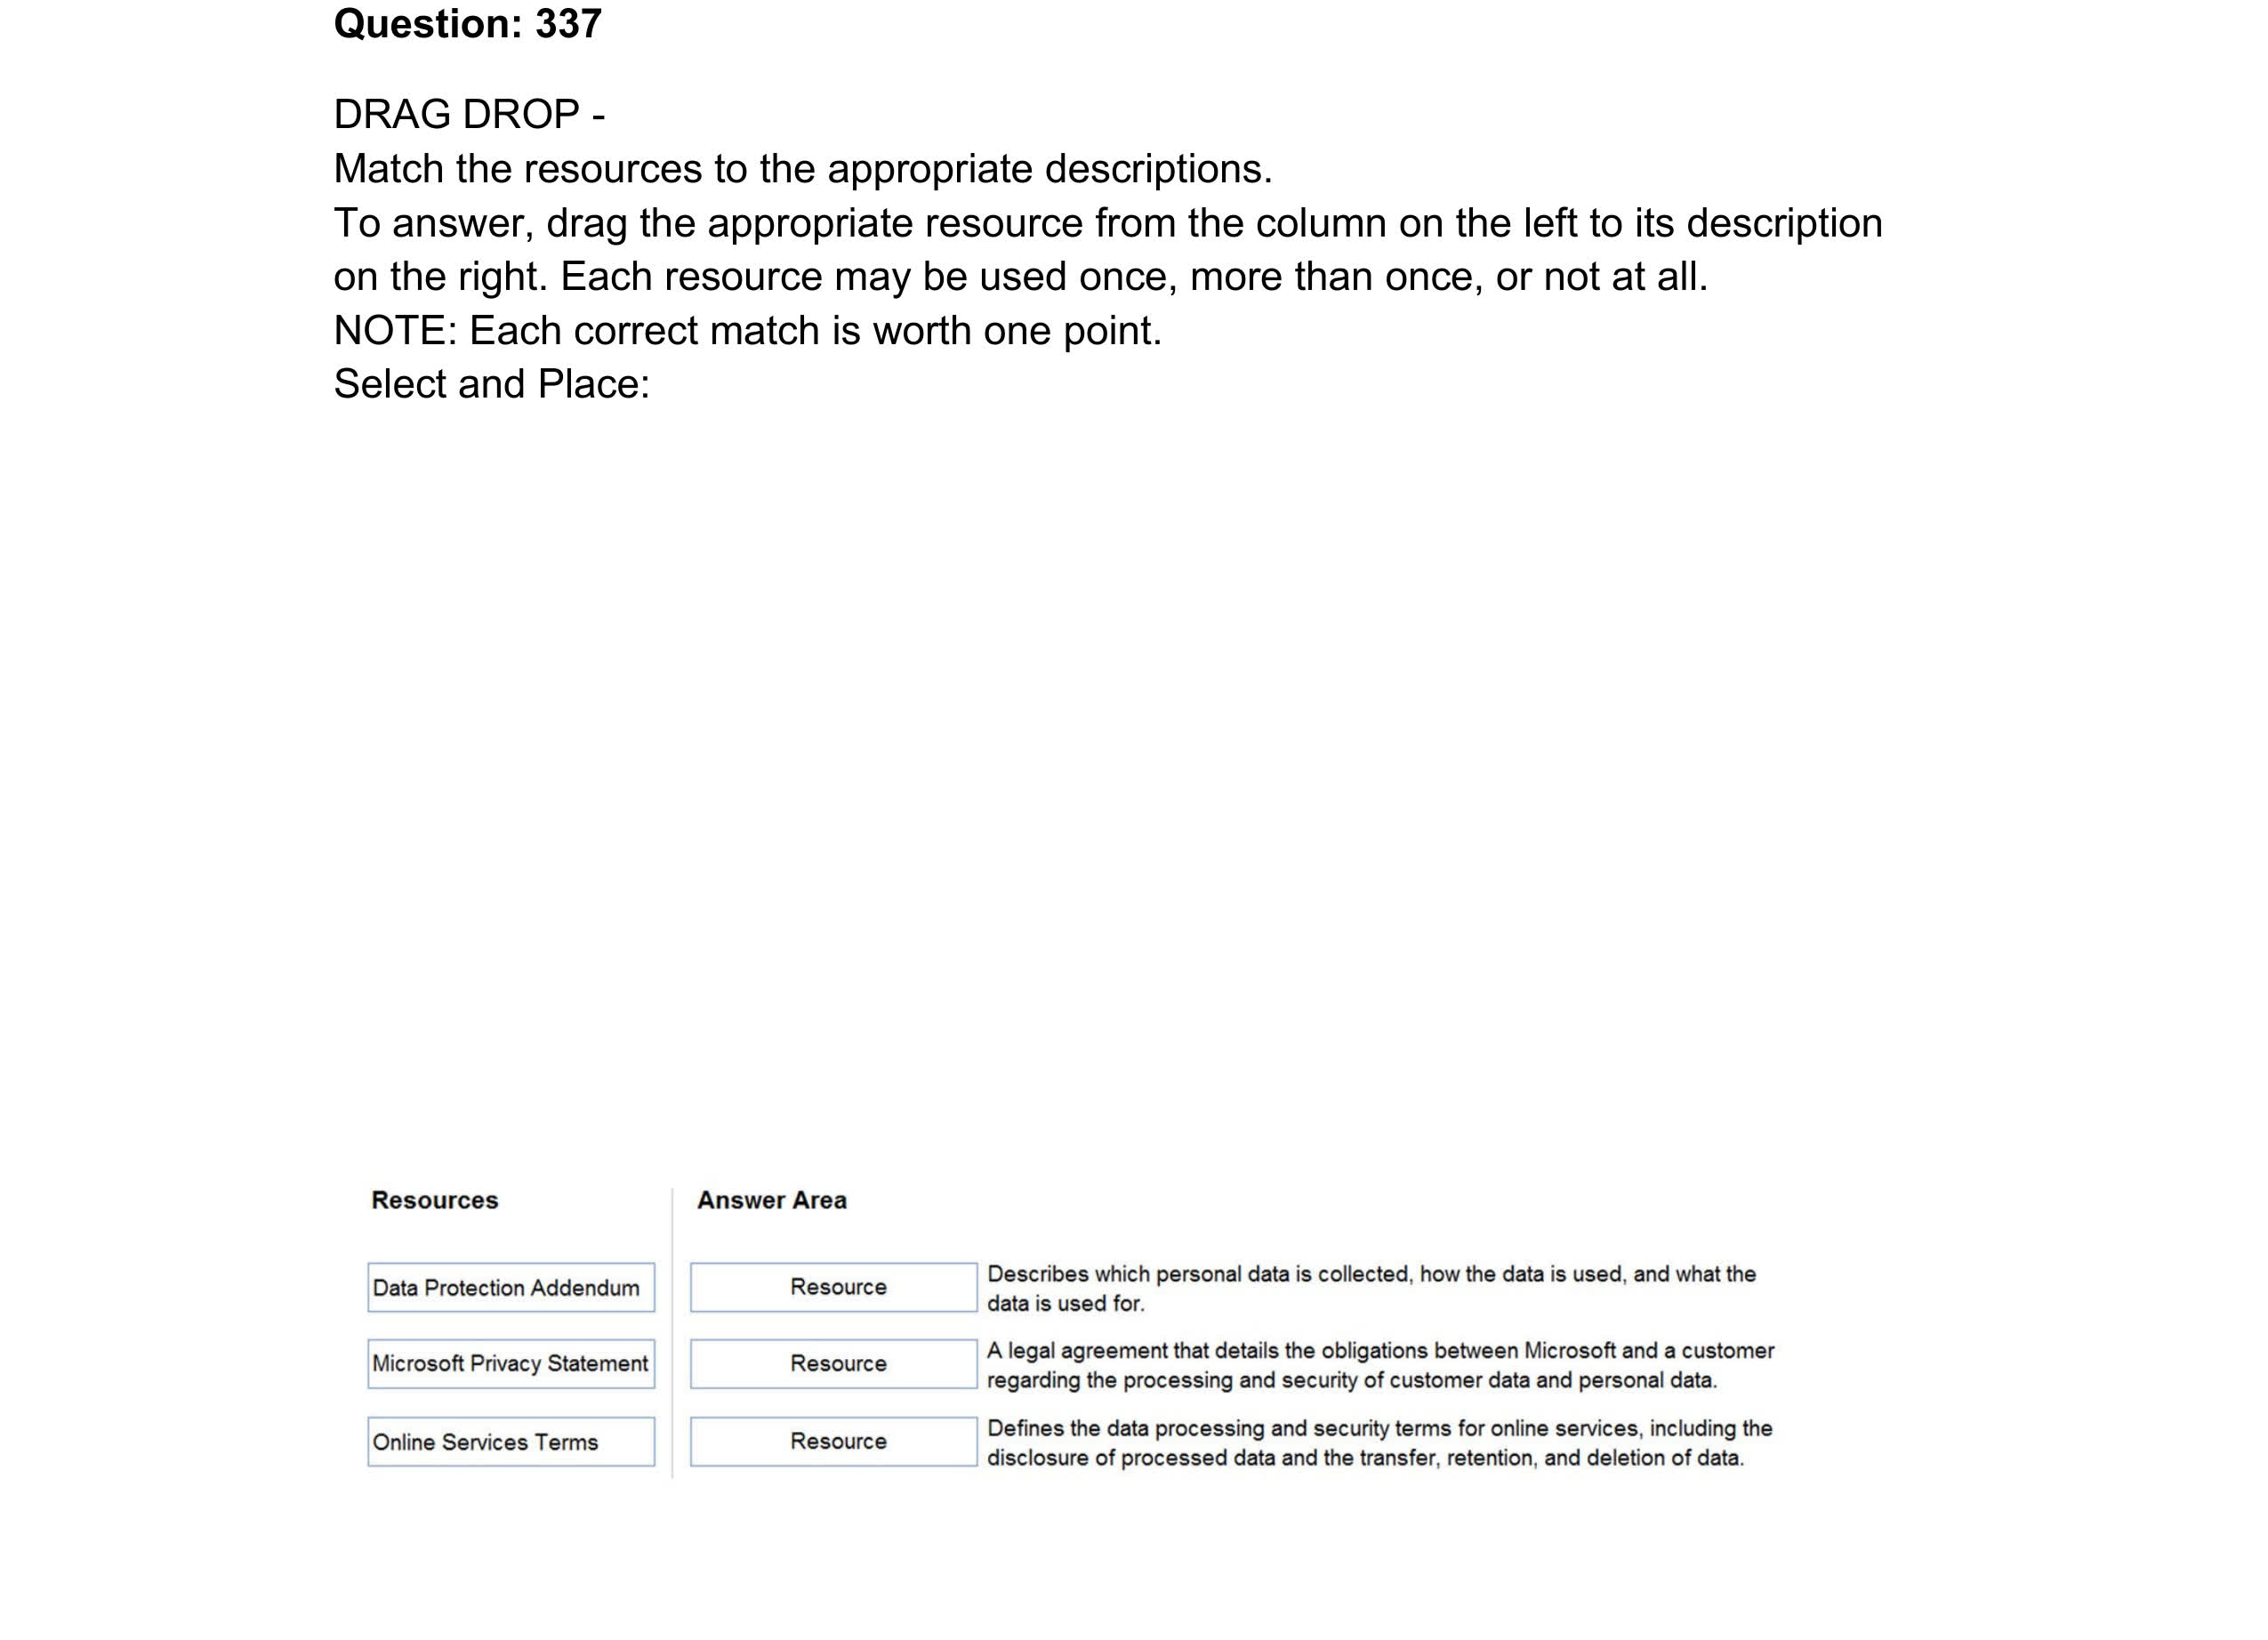 Question: 337
DRAG DROP -
Match the resources to the appropriate descriptions.
To answer, drag the appropriate resource from the column on the left to its description
on the right. Each resource may be used once, more than once, or not at all.
NOTE: Each correct match is worth one point.
Select and Place:
Resources
Answer Area
Data Protection Addendum
Resource
Describes which personal data is collected, how the data is used, and what the
data is used for.
Microsoft Privacy Statement
Resource
A legal agreement that details the obligations between Microsoft and a customer
regarding the processing and security of customer data and personal data.
Online Services Terms
Resource
Defines the data processing and security terms for online services, including the
disclosure of processed data and the transfer, retention, and deletion of data.